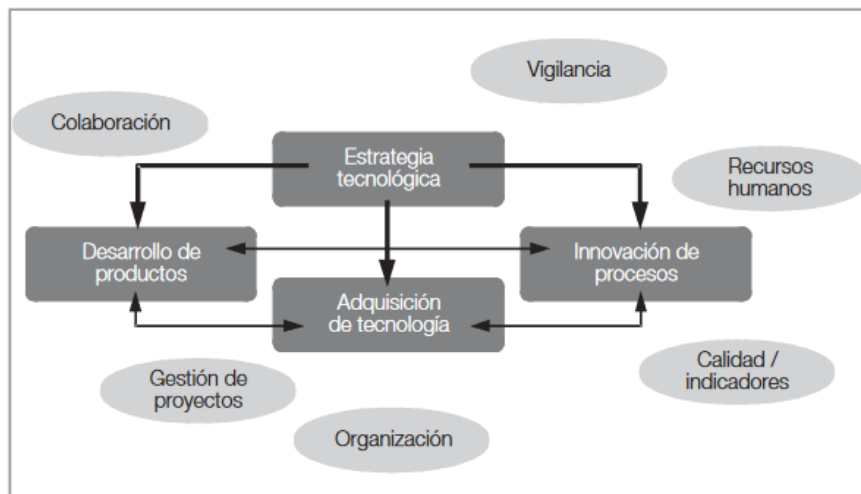 Vigilancia
Colaboración
Estrategia
tecnológica
Recursos
humanos
Desarrollo de
productos
Innovación de
procesos
Adquisición
de tecnología
Gestión de
proyectos
Calidad /
indicadores
Organización